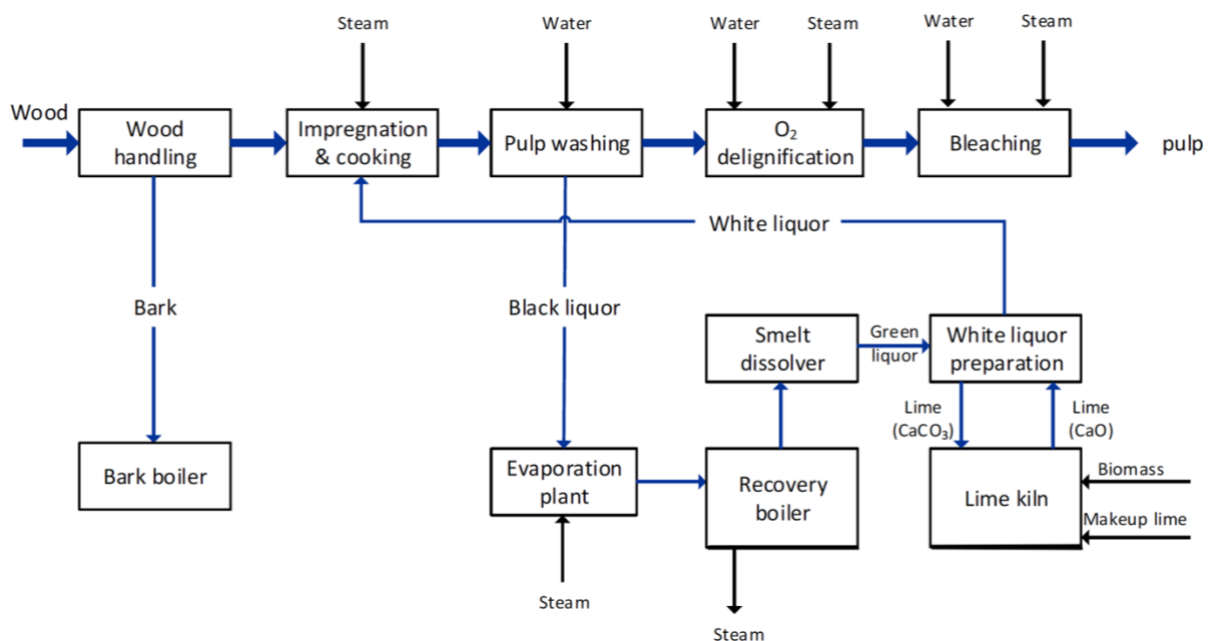 Steam
Water
Water
Steam
Water
Steam
Wood
Wood
handling
Impregnation
& cooking
Pulp washing
O₂
delignification
Bleaching
pulp
White liquor
Bark
Black liquor
Smelt
dissolver
Green
liquor
White liquor
preparation
Lime
(CaCO₃)
Lime
(CaO)
Bark boiler
Evaporation
plant
Recovery
boiler
Lime kiln
Biomass
Makeup lime
Steam
Steam